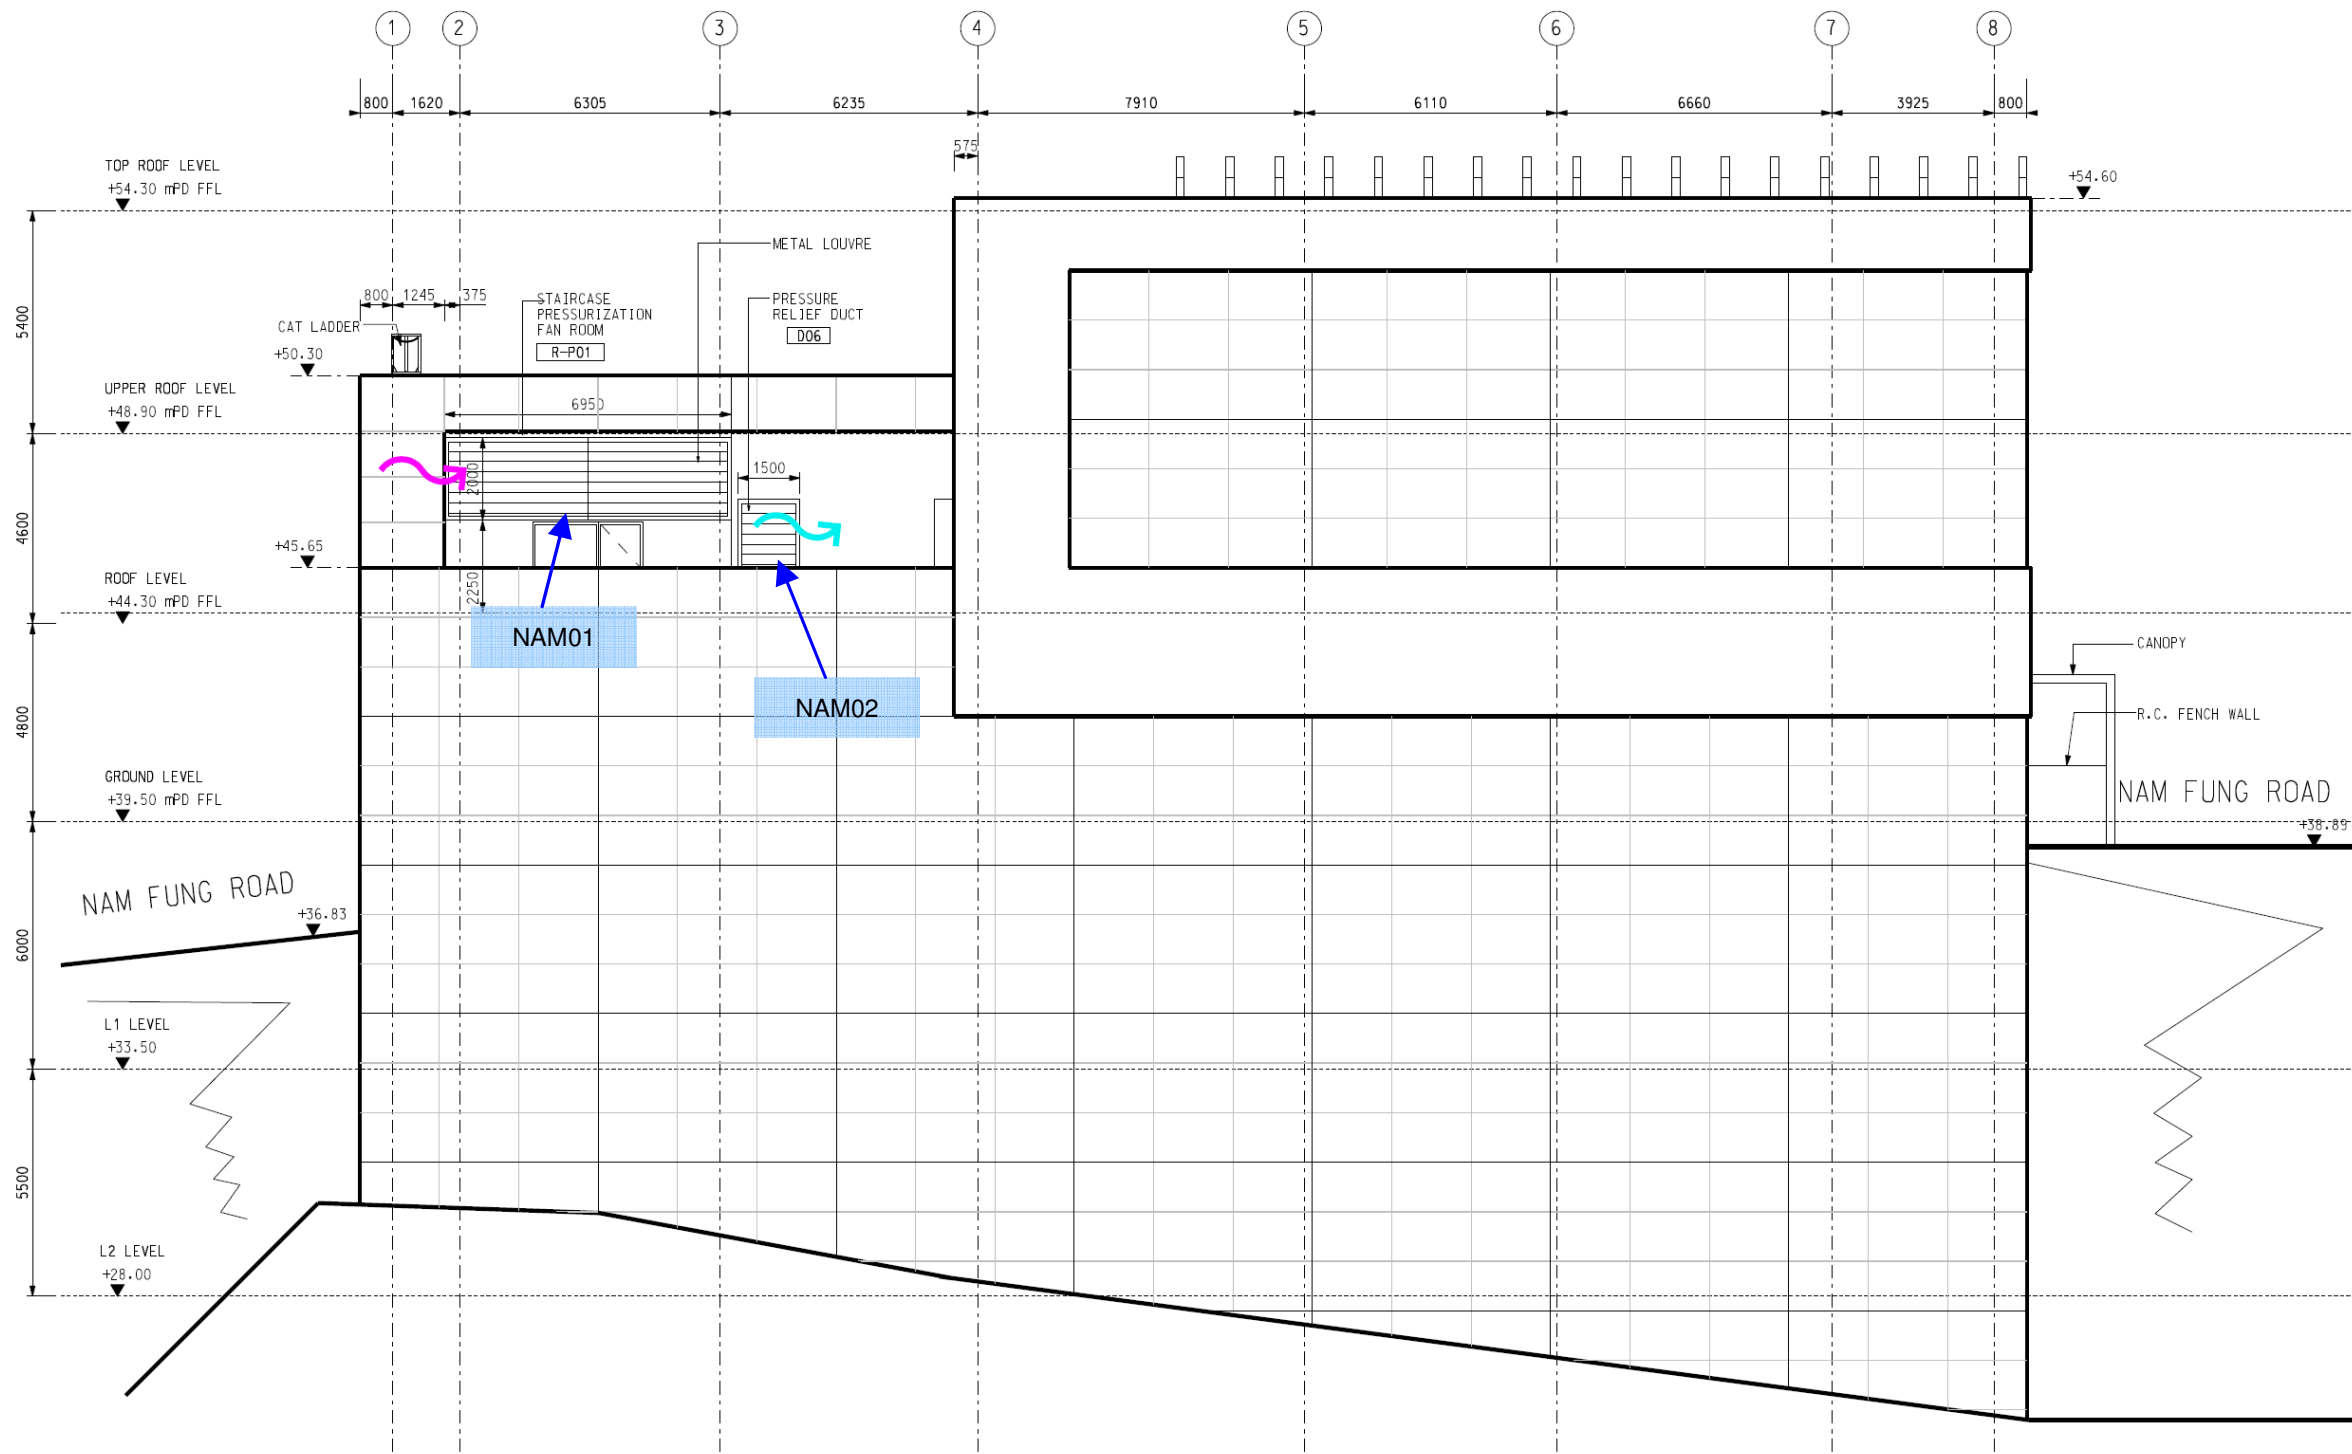 1 2 3 4 5 6 7 8
800 1620 6305 6235 7910 6110 6660 3925 800
575
TOP ROOF LEVEL
+54.30 mPD FFL
+54.60
METAL LOUVRE
800 1245 375
STAIRCASE
PRESSURIZATION
FAN ROOM
R-P01
PRESSURE
RELIEF DUCT
D06
CAT LADDER
+50.30
5400
UPPER ROOF LEVEL
+48.90 mPD FFL
6950
2000
1500
4600
+45.65
ROOF LEVEL
+44.30 mPD FFL
2250
NAM01
NAM02
CANOPY
R.C. FENCH WALL
4800
GROUND LEVEL
+39.50 mPD FFL
NAM FUNG ROAD
+38.89
NAM FUNG ROAD
+36.83
6000
L1 LEVEL
+33.50
5500
L2 LEVEL
+28.00